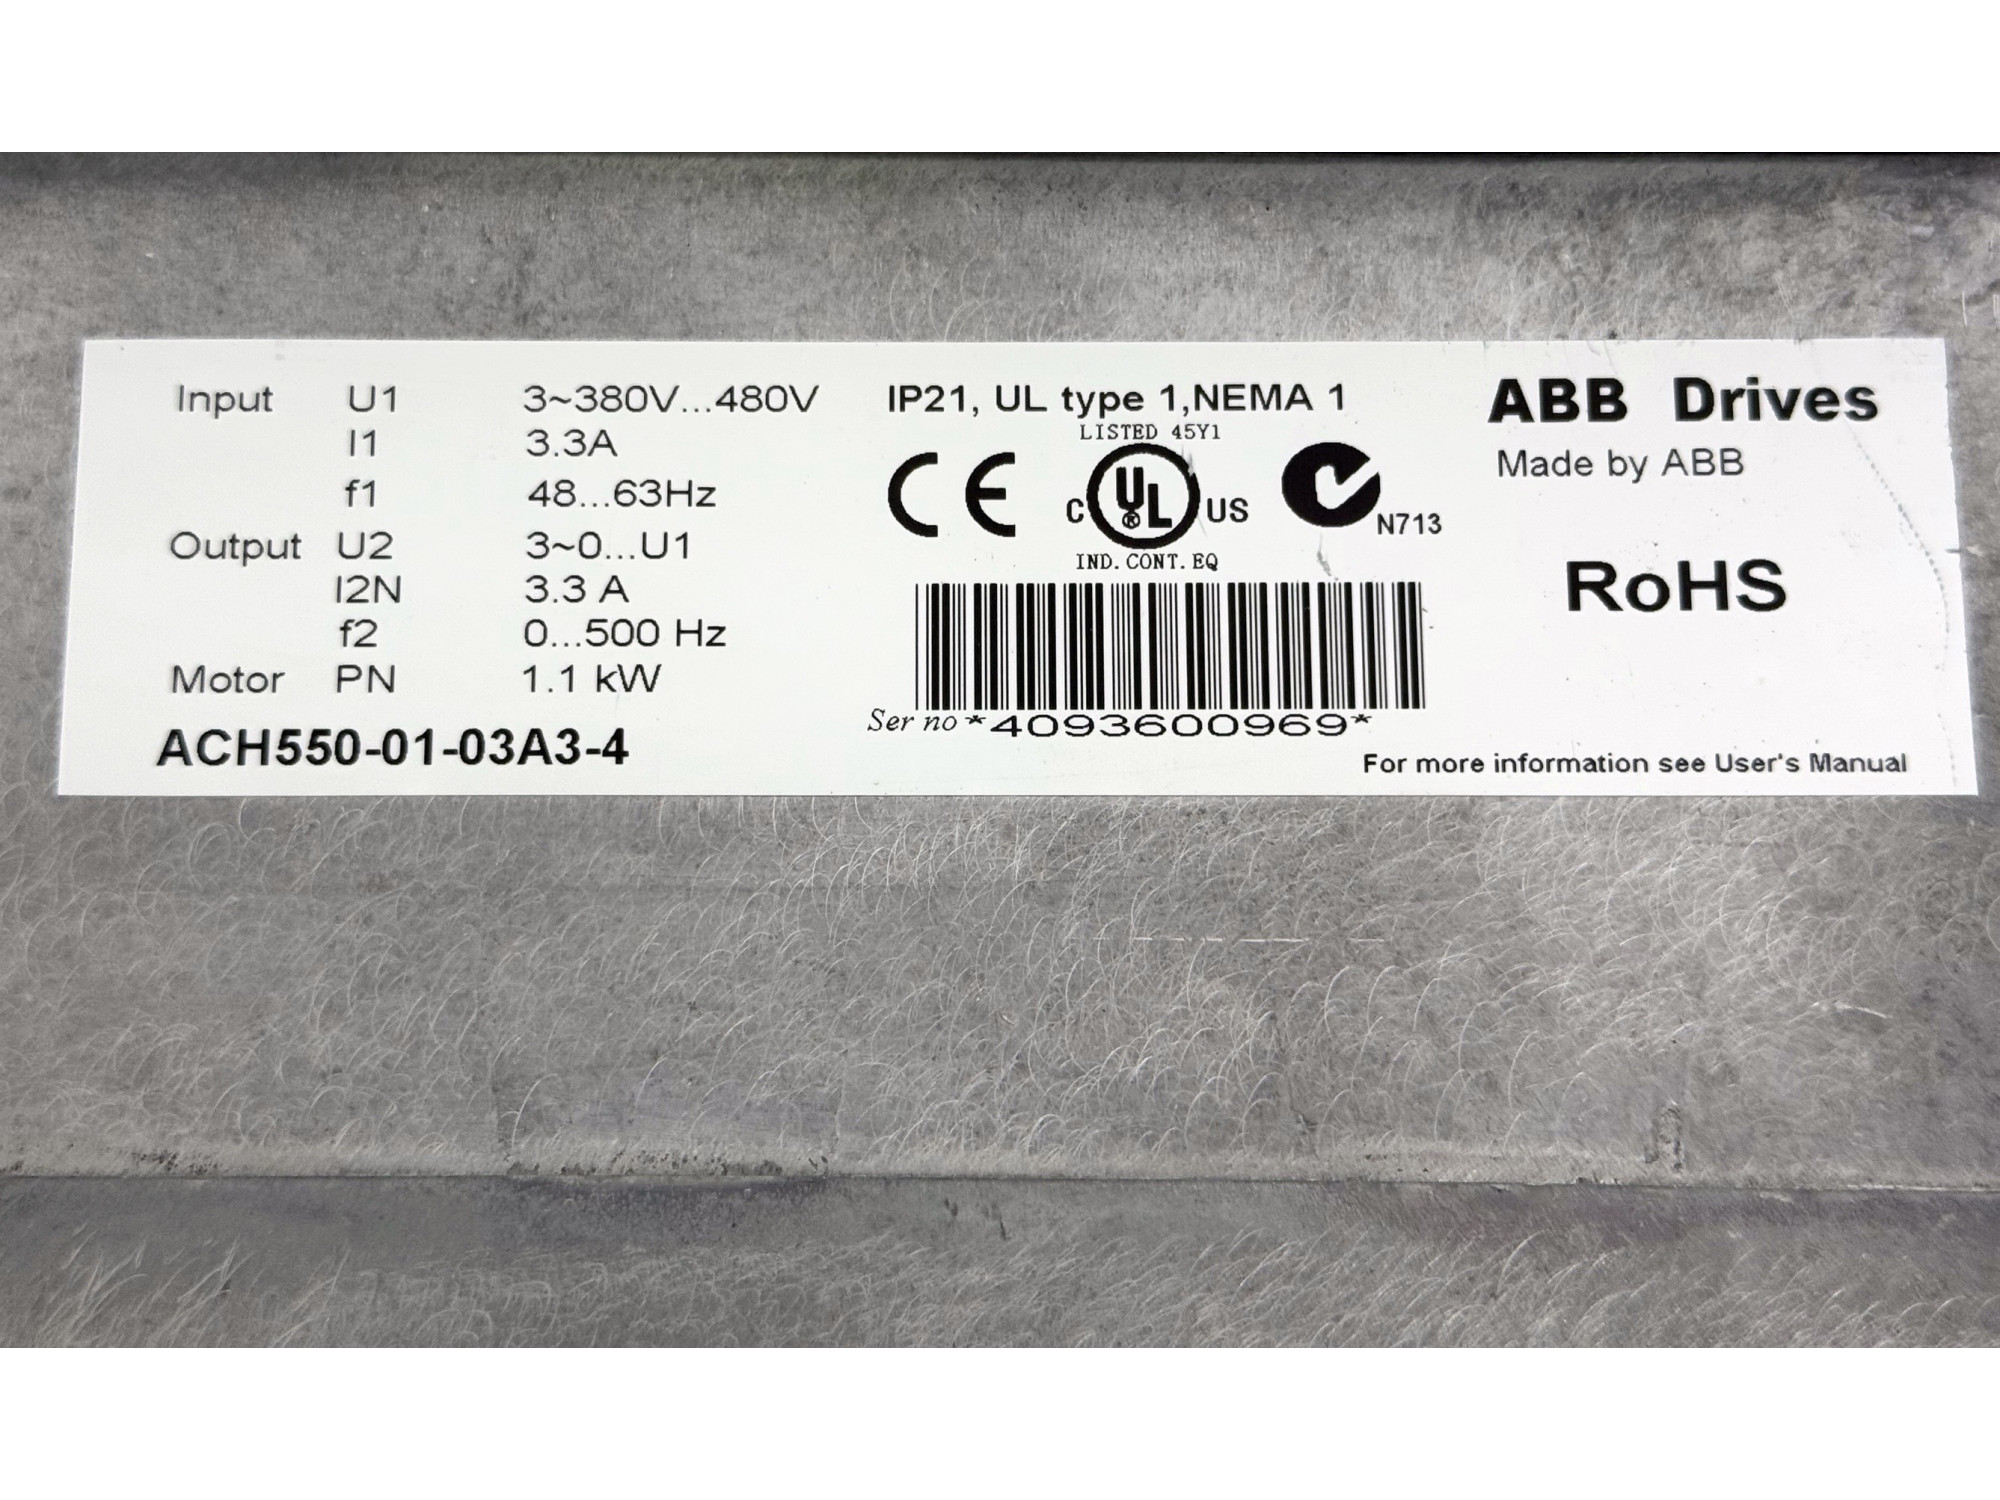 Input U1 3~380V...480V
I1 3.3A
f1 48...63Hz
Output U2 3~0...U1
I2N 3.3 A
f2 0...500 Hz
Motor PN 1.1 kW
ACH550-01-03A3-4
IP21, UL type 1,NEMA 1
LISTED 45Y1
CE
C UL ® US
N713
IND. CONT. EQ
Ser no *4093600969*
ABB Drives
Made by ABB
RoHS
For more information see User's Manual